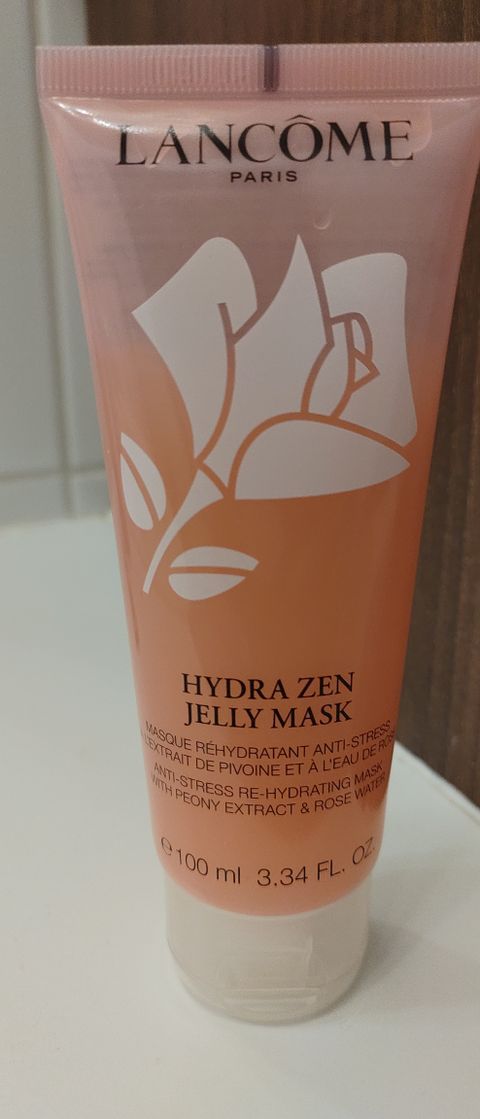 LANCÔME
PARIS
HYDRA ZEN
JELLY MASK
MASQUE RÉHYDRATANT ANTI-STRESS
L'EXTRAIT DE PIVOINE ET À L'EAU DE ROSE
ANTI-STRESS RE-HYDRATING MASK
WITH PEONY EXTRACT & ROSE WATER
℮ 100 ml 3.34 FL. OZ.